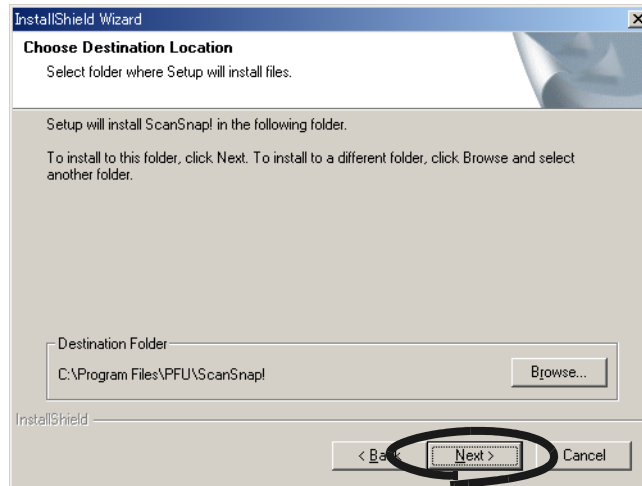 InstallShield Wizard
Choose Destination Location
Select folder where Setup will install files.
Setup will install ScanSnap! in the following folder.
To install to this folder, click Next. To install to a different folder, click Browse and select
another folder.
Destination Folder
C:\Program Files\PFU\ScanSnap!
Browse...
InstallShield
< Back
Next >
Cancel